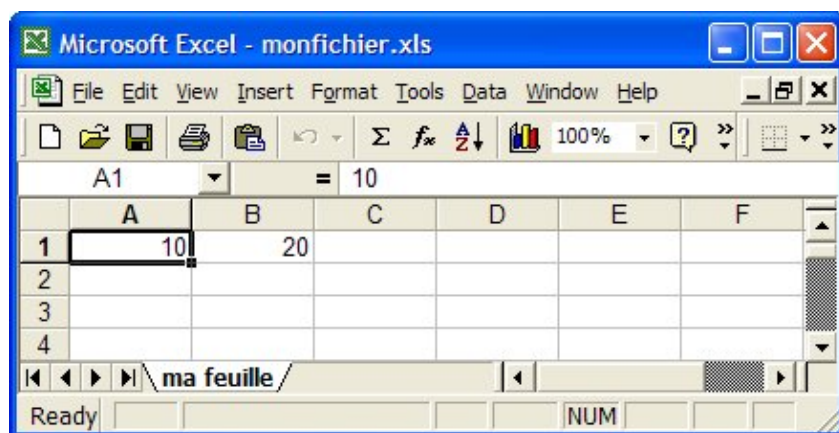 Microsoft Excel - monfichier.xls
File Edit View Insert Format Tools Data Window Help
Σ fx A Z 100% ? »
A1 = 10
A B C D E F
1 10 20
2
3
4
ma feuille
Ready NUM